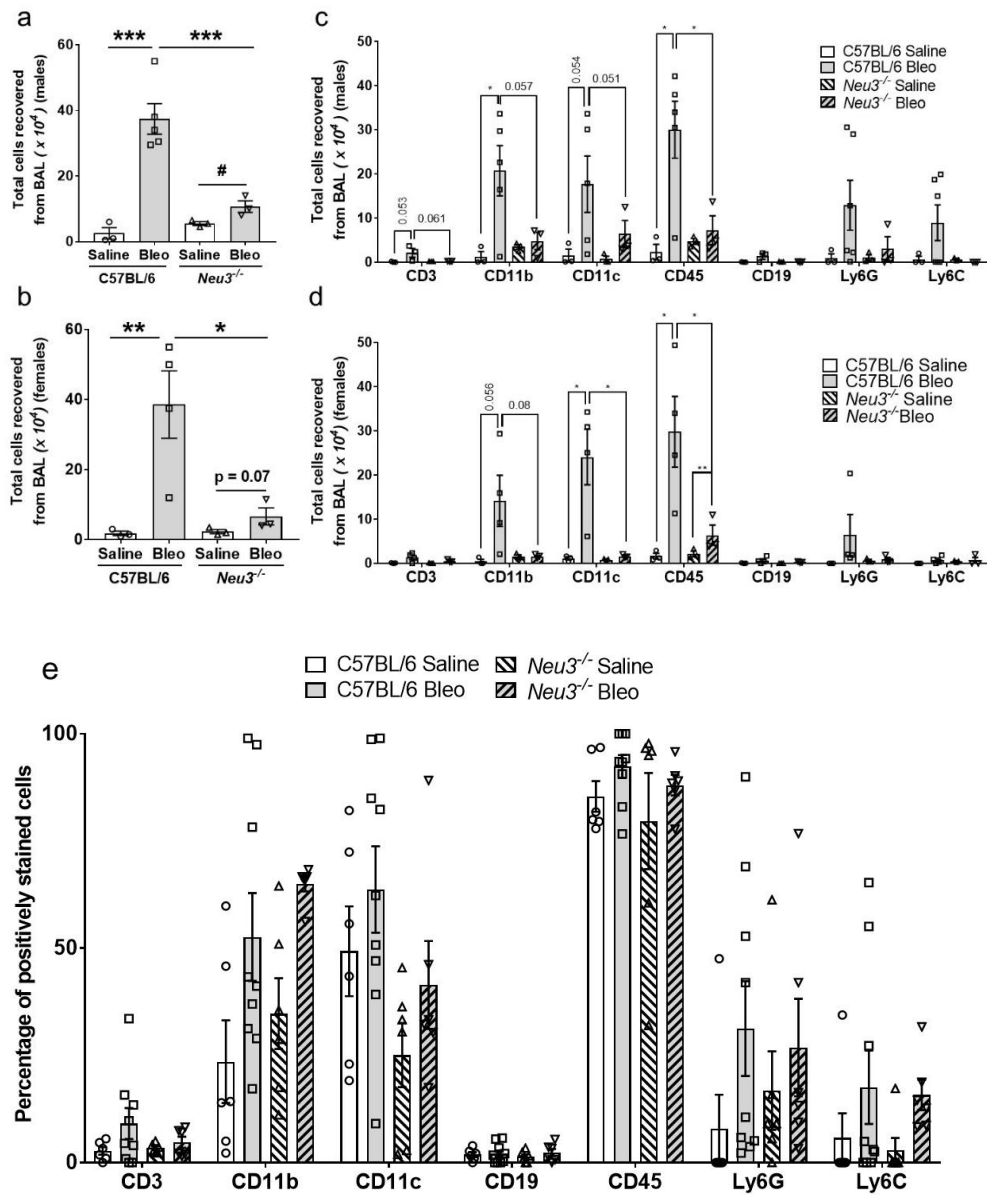 a
Total cells recovered
from BAL ( x 10⁴) (males)
60
40
20
0
***
***
#
Saline
Bleo
Saline
Bleo
C57BL/6
Neu3⁻/⁻
b
Total cells recovered
from BAL ( x 10⁴) (females)
60
40
20
0
**
*
p = 0.07
Saline
Bleo
Saline
Bleo
C57BL/6
Neu3⁻/⁻
c
Total cells recovered
from BAL ( x 10⁴) (males)
50
40
30
20
10
0
0.053
0.061
*
0.057
0.054
0.051
*
*
CD3
CD11b
CD11c
CD45
CD19
Ly6G
Ly6C
C57BL/6 Saline
C57BL/6 Bleo
Neu3⁻/⁻ Saline
Neu3⁻/⁻ Bleo
d
Total cells recovered
from BAL ( x 10⁴) (females)
50
40
30
20
10
0
0.056
0.08
*
*
*
*
**
CD3
CD11b
CD11c
CD45
CD19
Ly6G
Ly6C
C57BL/6 Saline
C57BL/6 Bleo
Neu3⁻/⁻ Saline
Neu3⁻/⁻ Bleo
e
C57BL/6 Saline
C57BL/6 Bleo
Neu3⁻/⁻ Saline
Neu3⁻/⁻ Bleo
Percentage of positively stained cells
100
50
0
CD3
CD11b
CD11c
CD19
CD45
Ly6G
Ly6C